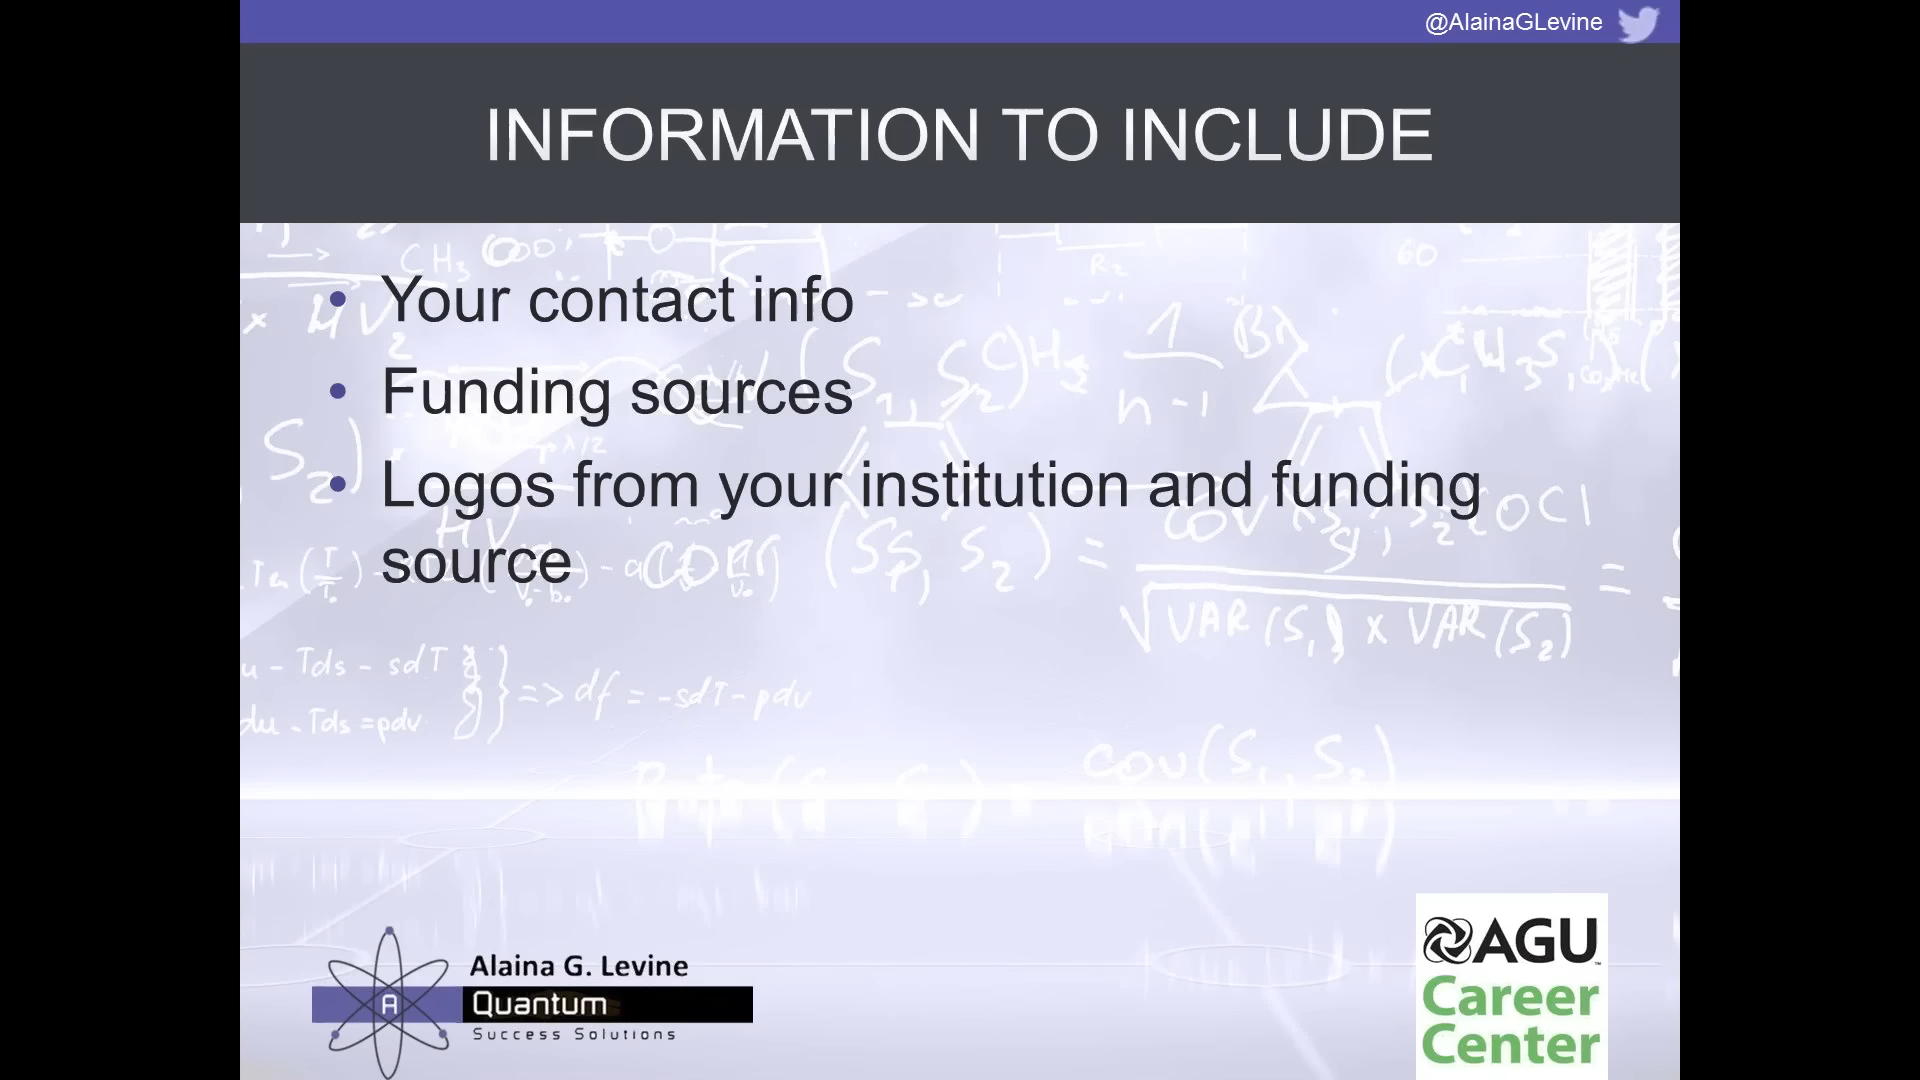 @AlainaGLevine
INFORMATION TO INCLUDE
• Your contact info
• Funding sources
• Logos from your institution and funding
source
Alaina G. Levine
A
Quantum
Success Solutions
AGU
Career
Center